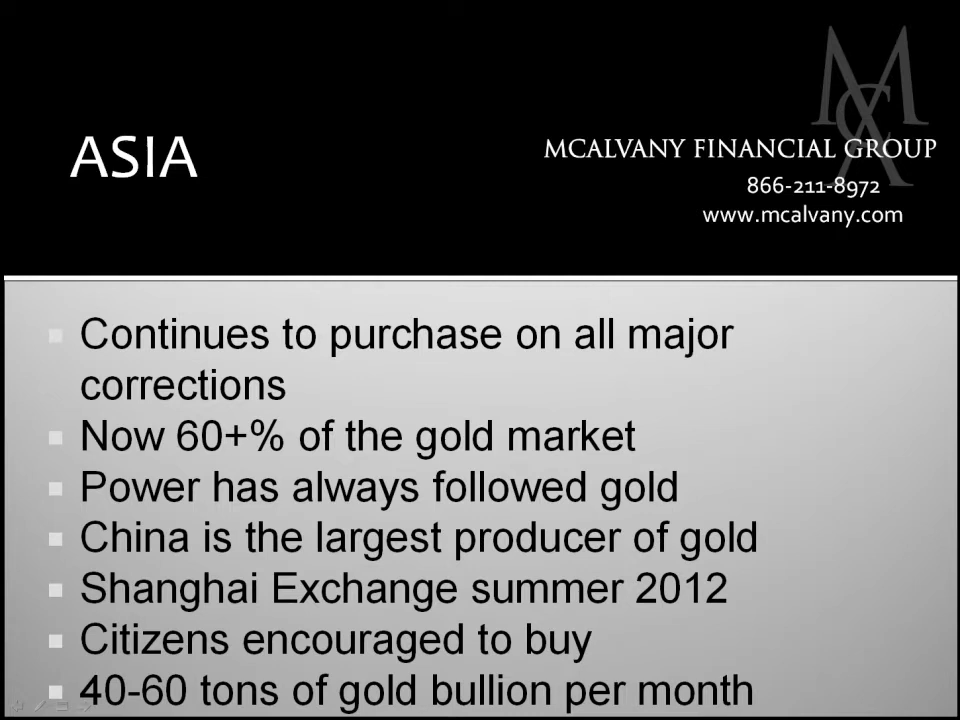 ASIA
MCALVANY FINANCIAL GROUP
866-211-8972
www.mcalvany.com
Continues to purchase on all major
corrections
Now 60+% of the gold market
Power has always followed gold
China is the largest producer of gold
Shanghai Exchange summer 2012
Citizens encouraged to buy
40-60 tons of gold bullion per month